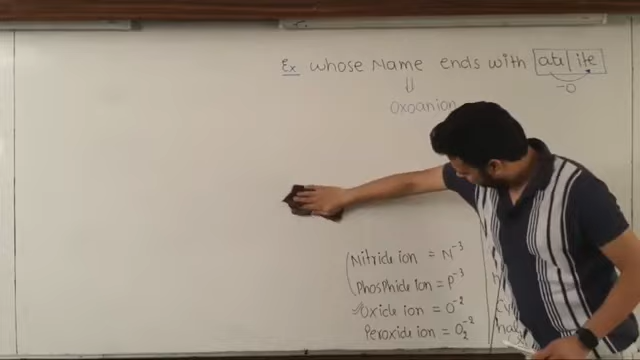 Ex whose Name ends with ate | ite
⇓ -O
Oxoanion
Nitride ion = N⁻³
Phosphide ion = P⁻³
Oxide ion = O⁻²
Peroxide ion = O₂⁻²